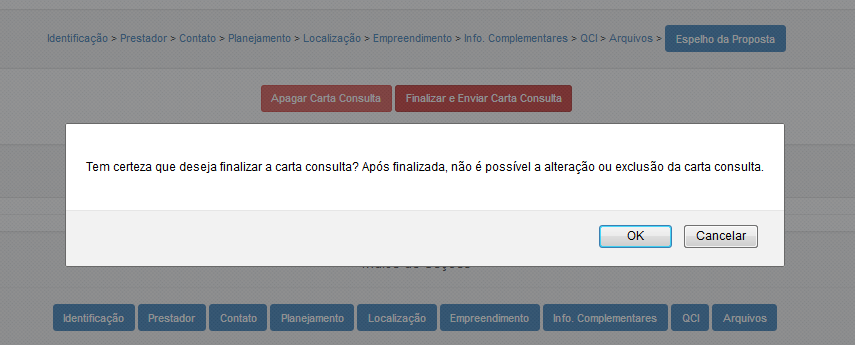 Identificação > Prestador > Contato > Planejamento > Localização > Empreendimento > Info. Complementares > QCI > Arquivos > Espelho da Proposta
Apagar Carta Consulta Finalizar e Enviar Carta Consulta
Tem certeza que deseja finalizar a carta consulta? Após finalizada, não é possível a alteração ou exclusão da carta consulta.
OK Cancelar
Identificação Prestador Contato Planejamento Localização Empreendimento Info. Complementares QCI Arquivos